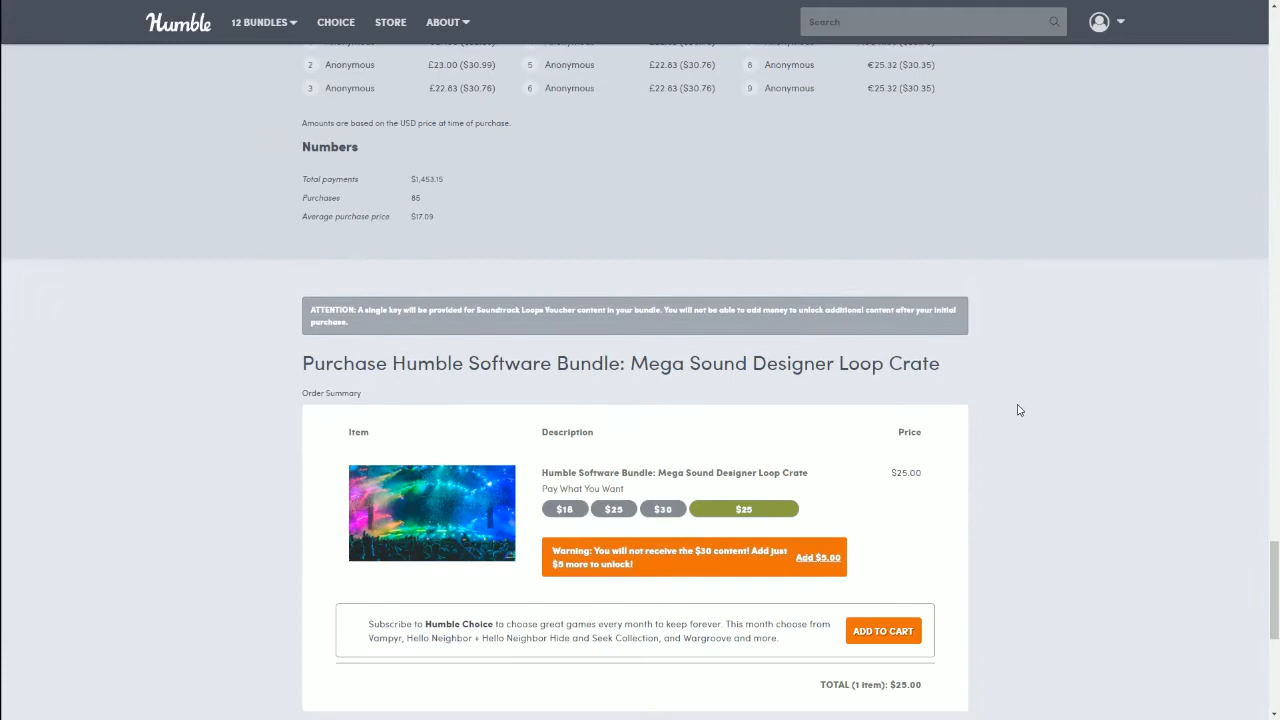 Humble 12 BUNDLES CHOICE STORE ABOUT Search
2 Anonymous £23.00 ($30.99) 5 Anonymous £22.83 ($30.76) 8 Anonymous €25.32 ($30.35)
3 Anonymous £22.83 ($30.76) 6 Anonymous £22.83 ($30.76) 9 Anonymous €25.32 ($30.35)
Amounts are based on the USD price at time of purchase.
Numbers
Total payments $1,453.15
Purchases 85
Average purchase price $17.09
ATTENTION: A single key will be provided for Soundtrack Loops Voucher content in your bundle. You will not be able to add money to unlock additional content after your initial
purchase.
Purchase Humble Software Bundle: Mega Sound Designer Loop Crate
Order Summary
Item Description Price
Humble Software Bundle: Mega Sound Designer Loop Crate $25.00
Pay What You Want
$18 $25 $30 $25
Warning: You will not receive the $30 content! Add just
$5 more to unlock! Add $5.00
Subscribe to Humble Choice to choose great games every month to keep forever. This month choose from
Vampyr, Hello Neighbor + Hello Neighbor Hide and Seek Collection, and Wargroove and more.
ADD TO CART
TOTAL (1 item): $25.00